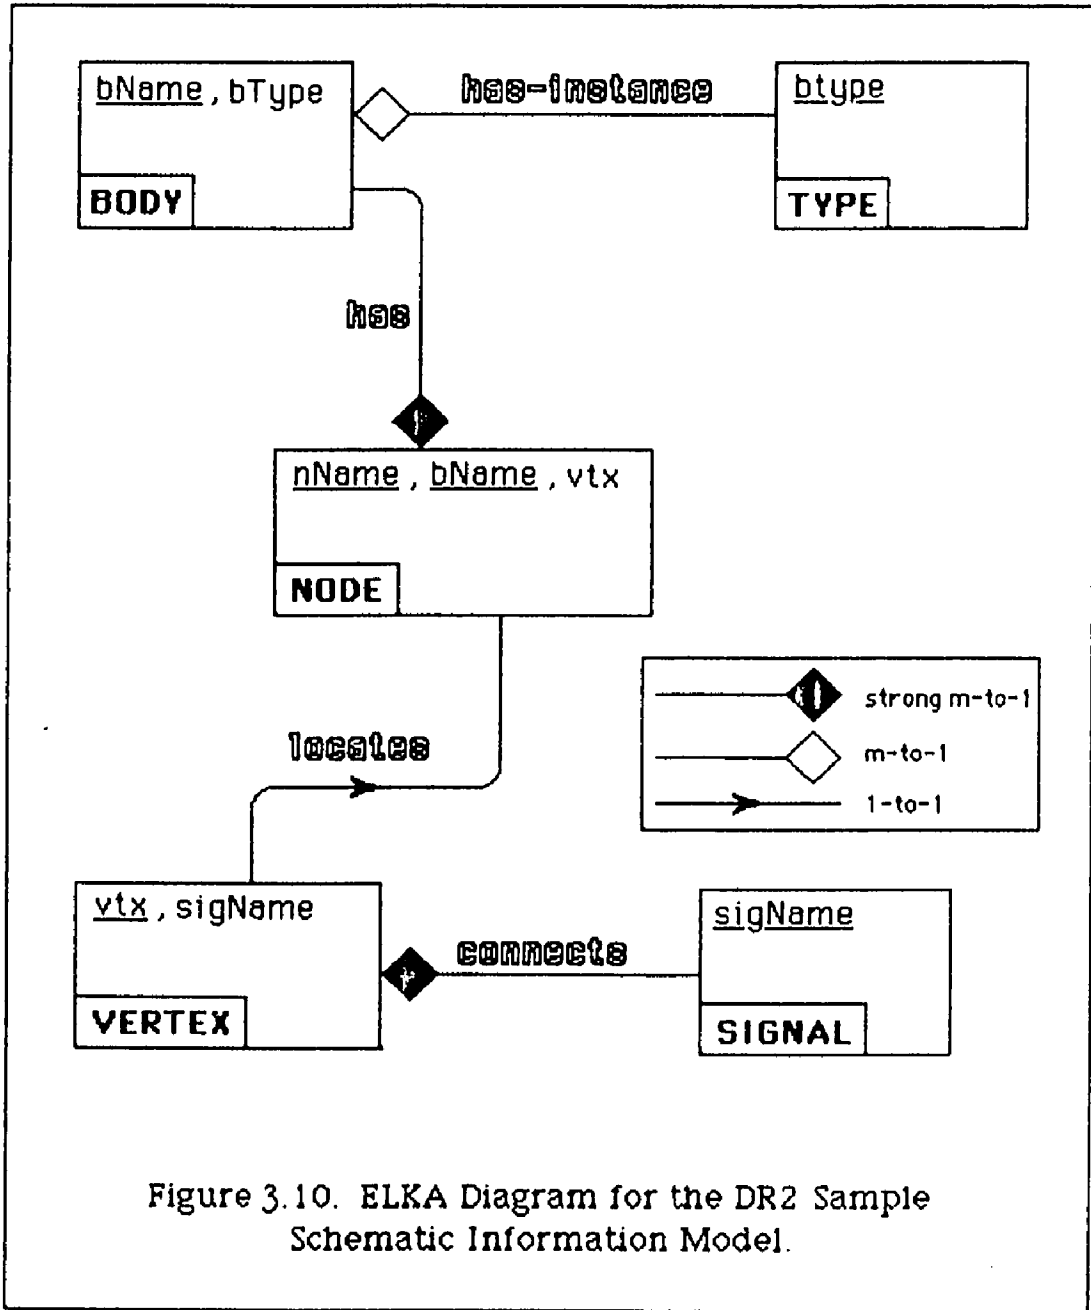 bName, bType
BODY
has-instance
btype
TYPE
has
nName, bName, vtx
NODE
strong m-to-1
m-to-1
1-to-1
locates
vtx, sigName
VERTEX
connects
sigName
SIGNAL
Figure 3.10. ELKA Diagram for the DR2 Sample
Schematic Information Model.